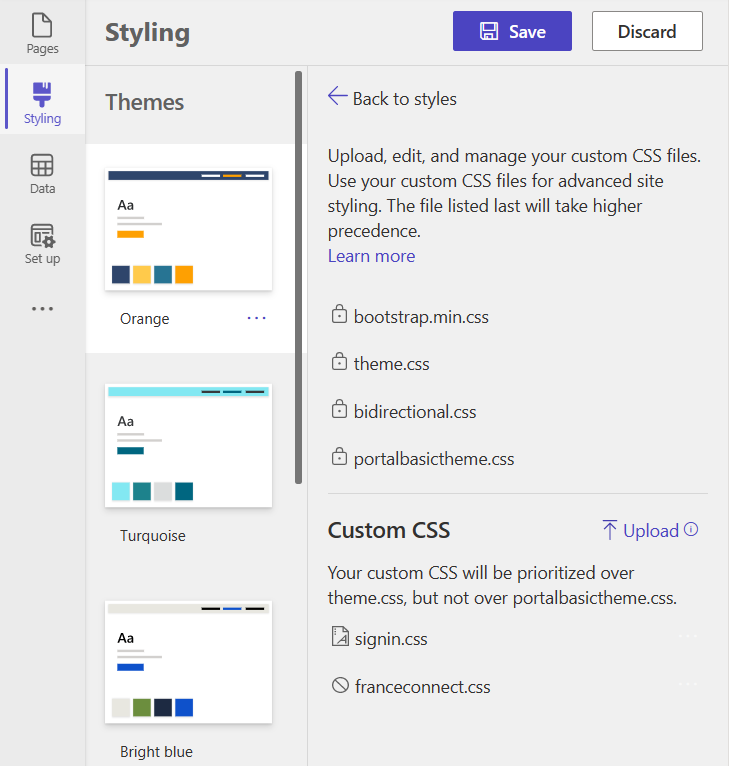 Pages
Styling
Data
Set up
Styling
Save
Discard
Themes
Aa
Orange
Aa
Turquoise
Aa
Bright blue
Back to styles
Upload, edit, and manage your custom CSS files.
Use your custom CSS files for advanced site
styling. The file listed last will take higher
precedence.
Learn more
bootstrap.min.css
theme.css
bidirectional.css
portalbasictheme.css
Custom CSS
Upload
Your custom CSS will be prioritized over
theme.css, but not over portalbasictheme.css.
signin.css
franceconnect.css